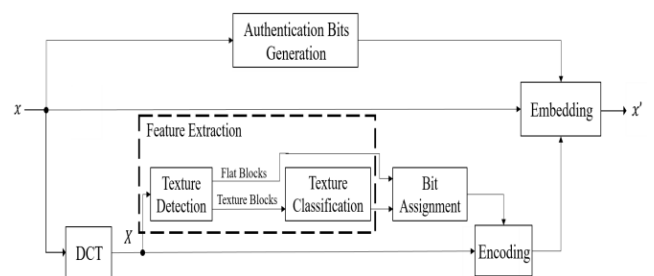 Authentication Bits
Generation
x
Embedding
x'
Feature Extraction
Flat Blocks
Texture
Detection
Texture Blocks
Texture
Classification
Bit
Assignment
X
DCT
Encoding